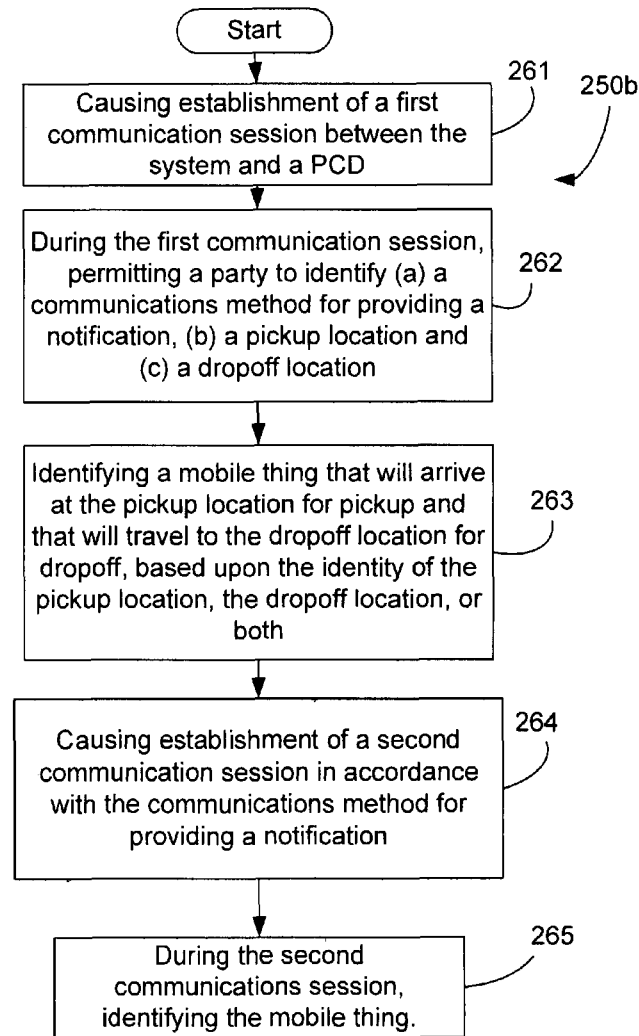 Start
261
250b
Causing establishment of a first
communication session between the
system and a PCD
262
During the first communication session,
permitting a party to identify (a) a
communications method for providing a
notification, (b) a pickup location and
(c) a dropoff location
263
Identifying a mobile thing that will arrive
at the pickup location for pickup and
that will travel to the dropoff location for
dropoff, based upon the identity of the
pickup location, the dropoff location, or
both
264
Causing establishment of a second
communication session in accordance
with the communications method for
providing a notification
265
During the second
communications session,
identifying the mobile thing.